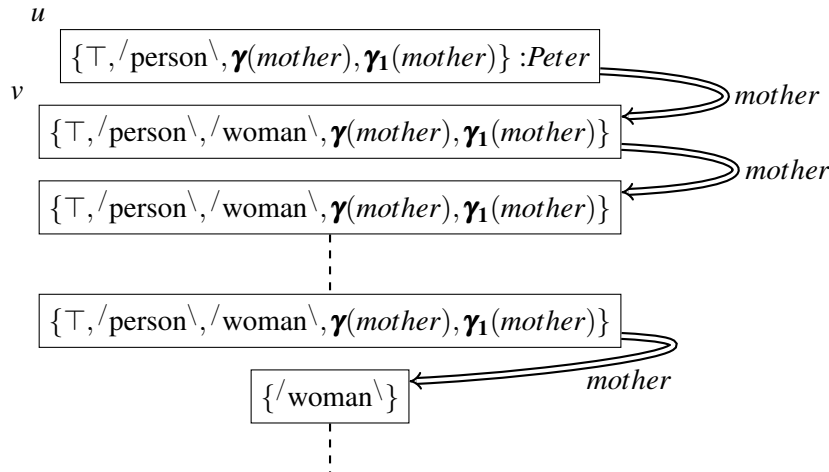 u
{⊤, /person\, γ(mother), γ₁(mother)} :Peter
mother
v
{⊤, /person\, /woman\, γ(mother), γ₁(mother)}
mother
{⊤, /person\, /woman\, γ(mother), γ₁(mother)}
{⊤, /person\, /woman\, γ(mother), γ₁(mother)}
mother
{/woman\}